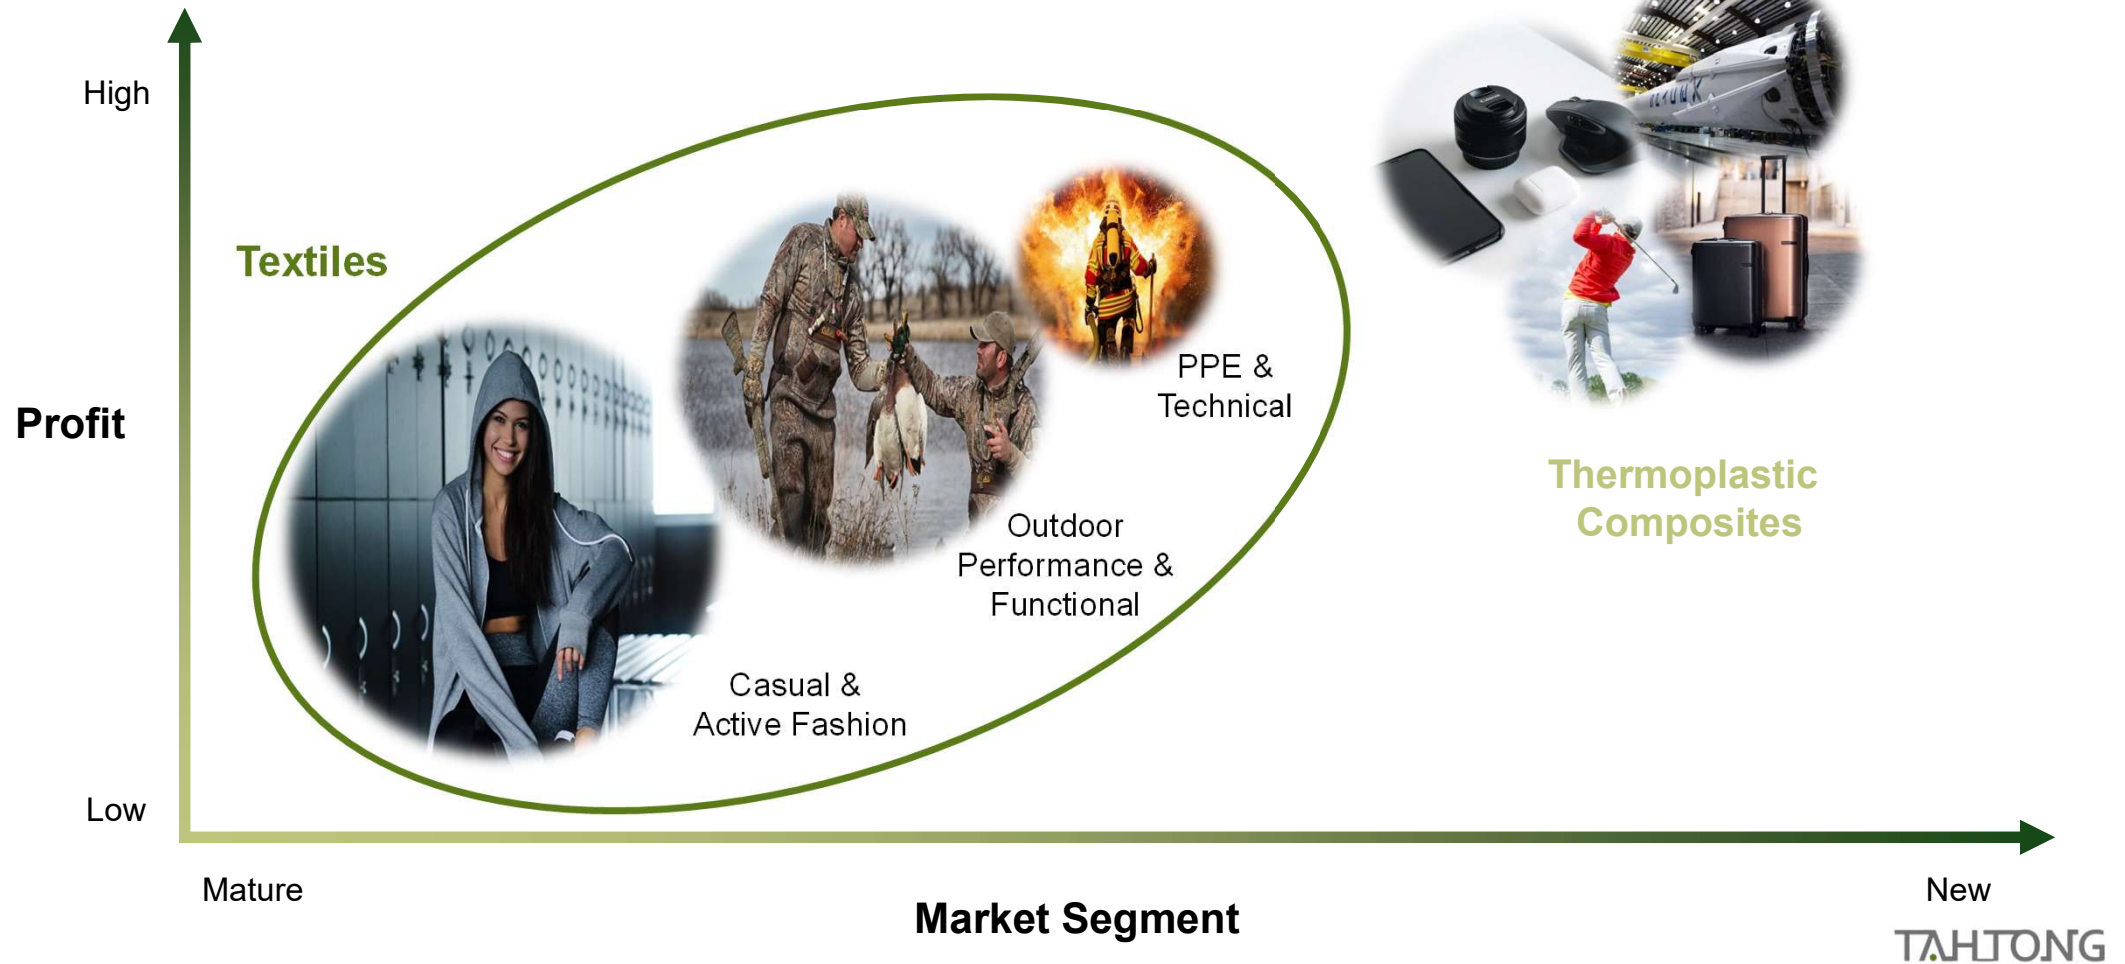 High
Textiles
Profit
PPE &
Technical
Thermoplastic
Composites
Outdoor
Performance &
Functional
Casual &
Active Fashion
Low
Mature
New
Market Segment
TAHTONG